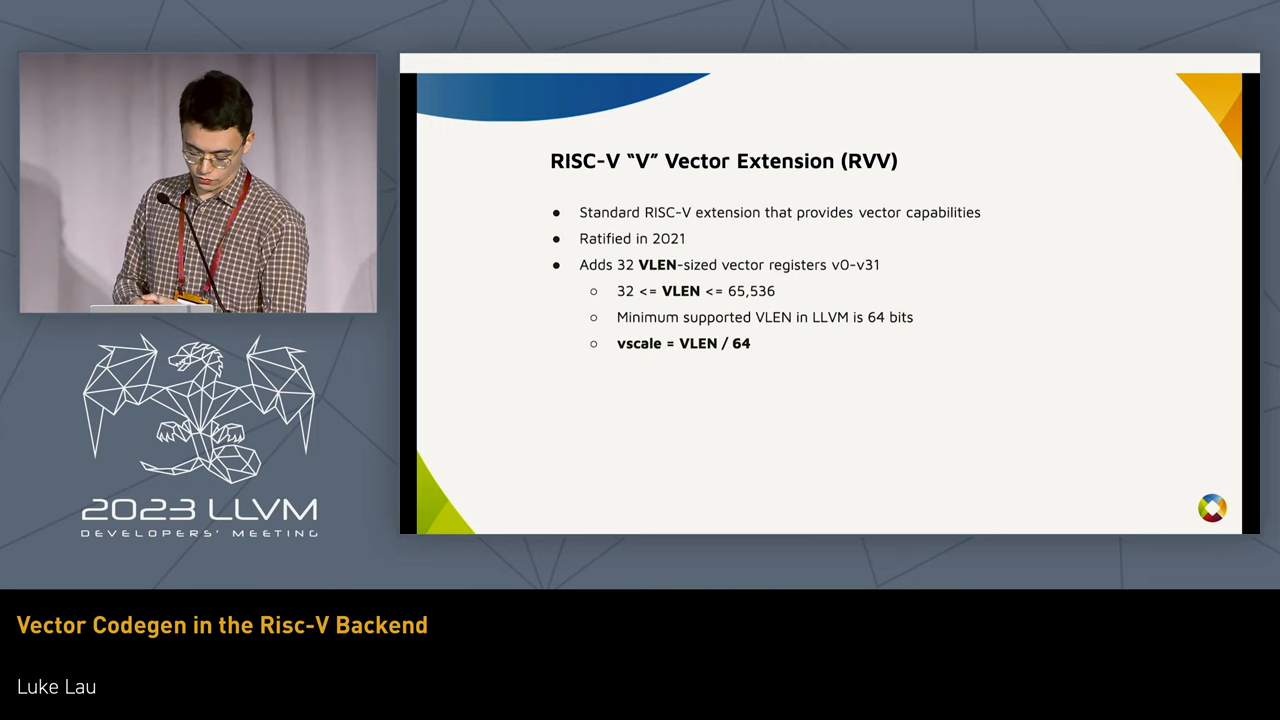 RISC-V “V” Vector Extension (RVV)
● Standard RISC-V extension that provides vector capabilities
● Ratified in 2021
● Adds 32 VLEN-sized vector registers v0-v31
○ 32 <= VLEN <= 65,536
○ Minimum supported VLEN in LLVM is 64 bits
○ vscale = VLEN / 64
2023 LLVM
DEVELOPERS' MEETING
Vector Codegen in the Risc-V Backend
Luke Lau